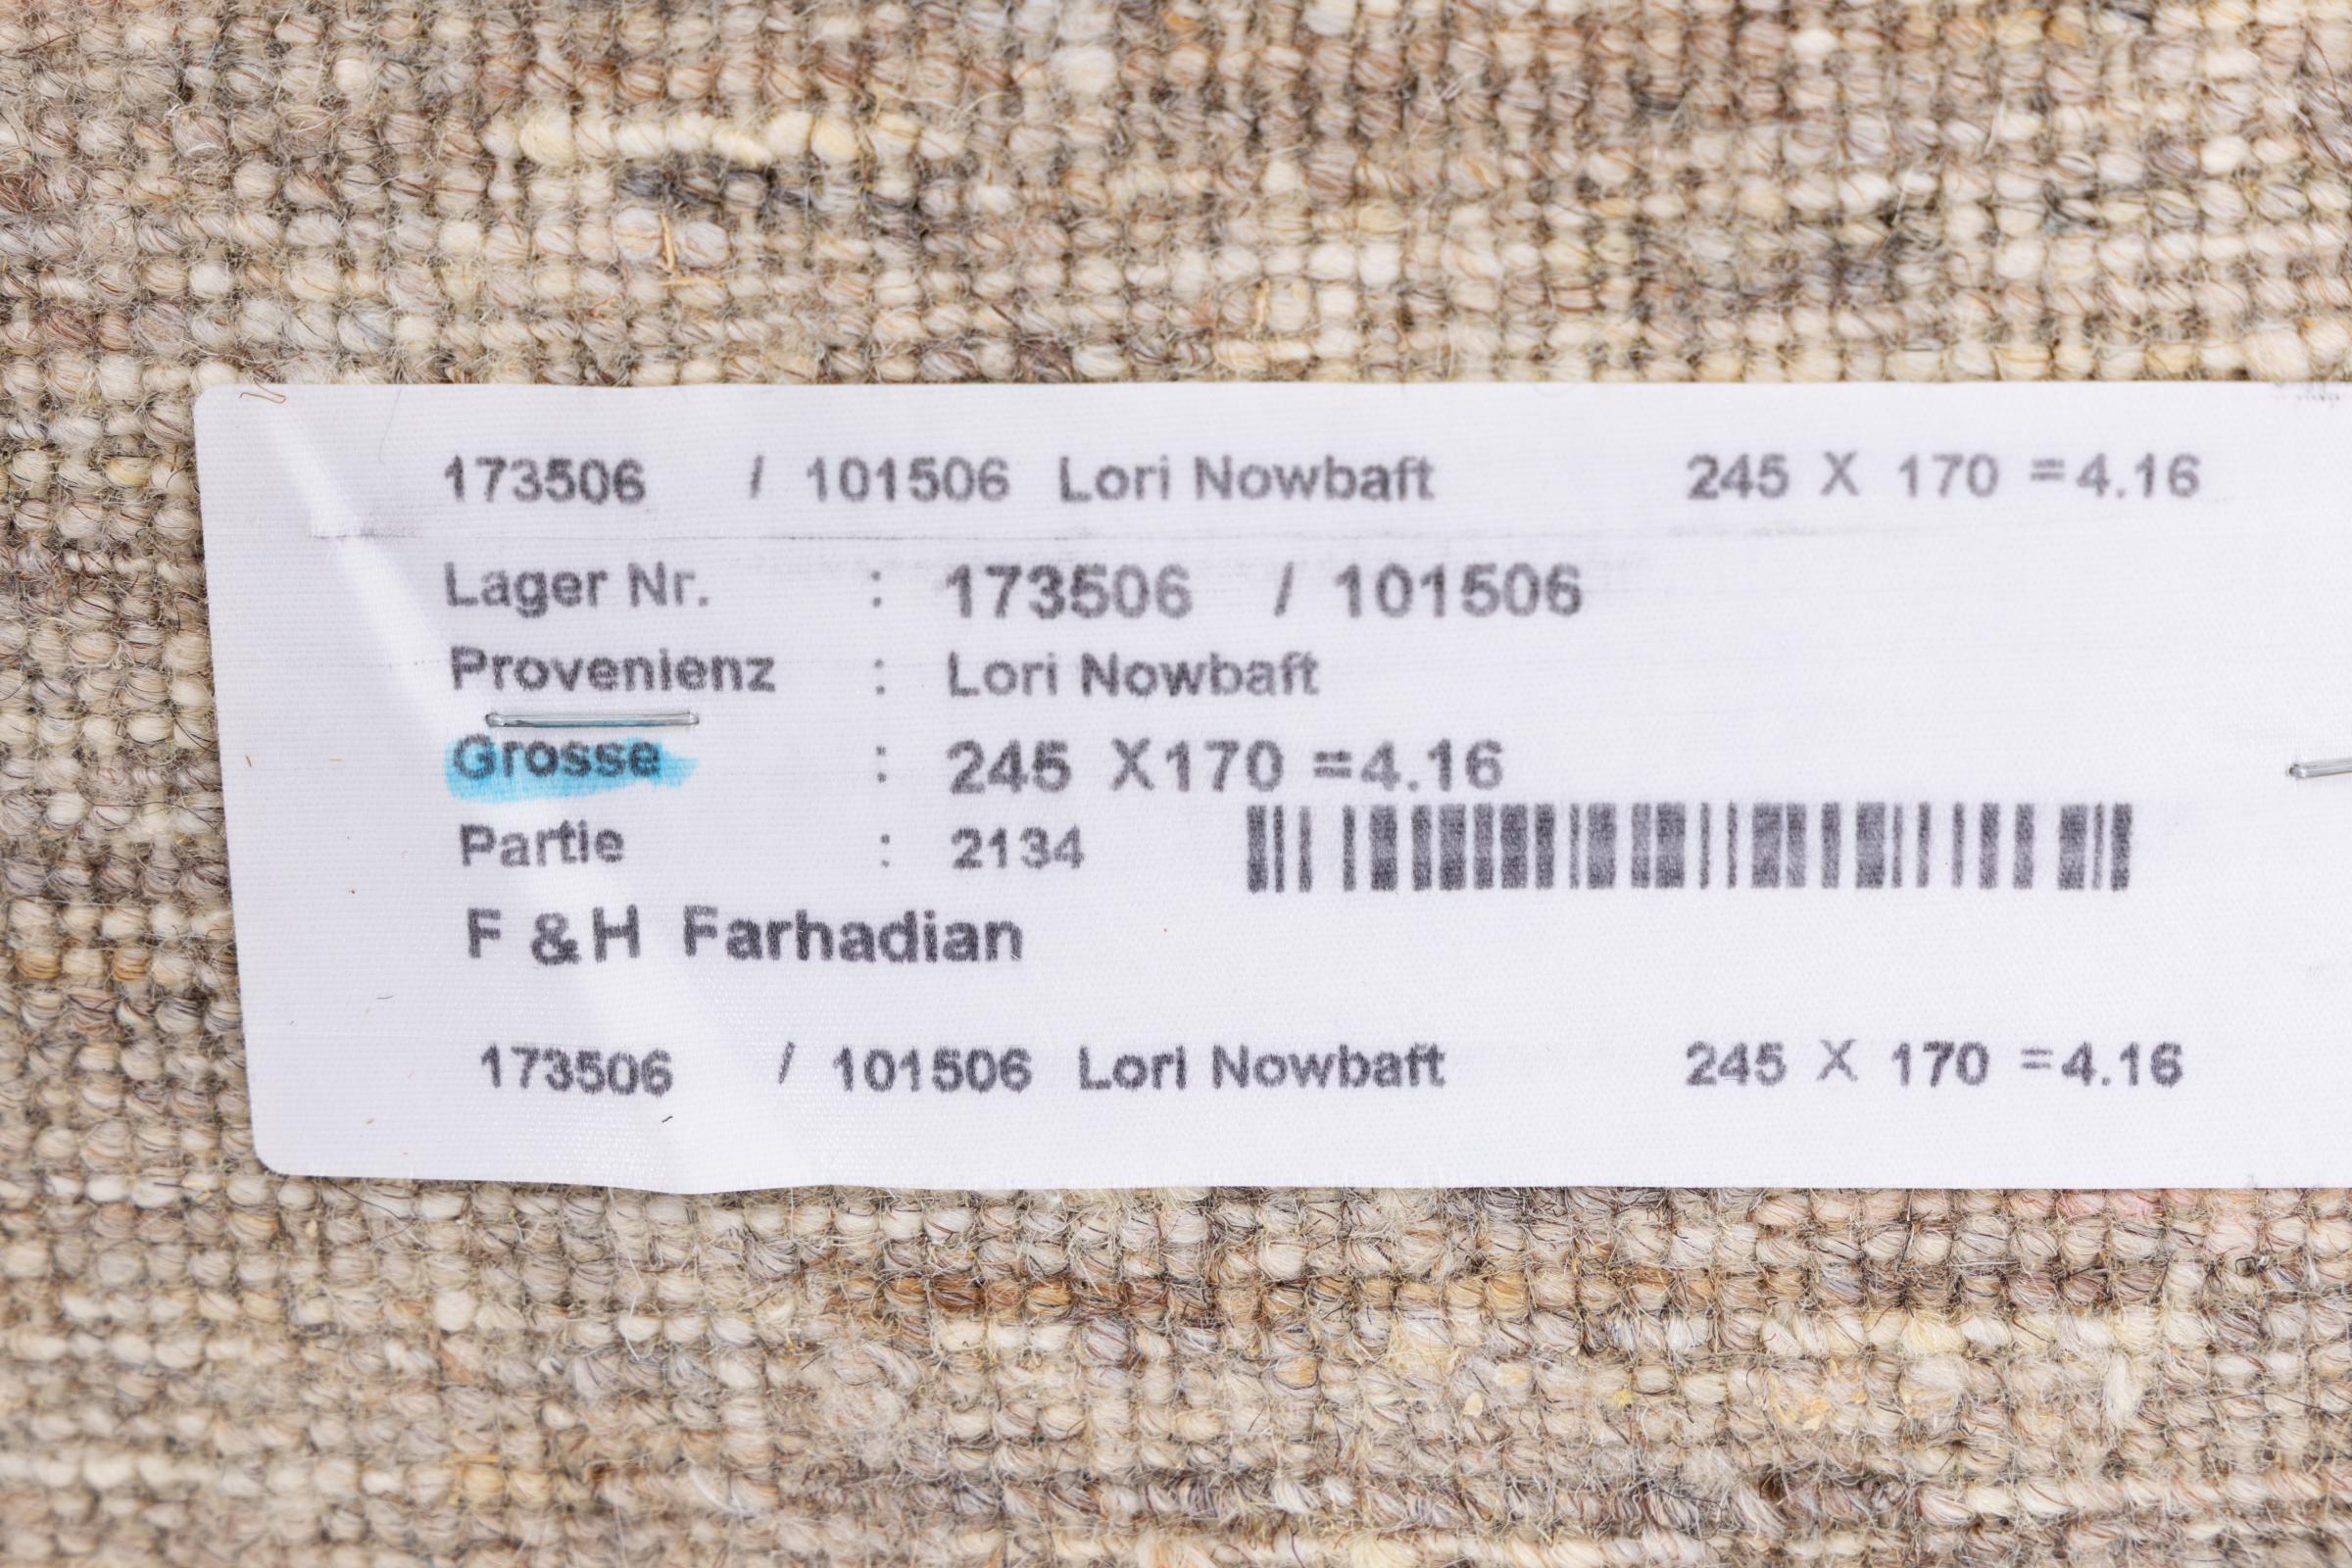 173506 / 101506 Lori Nowbaft 245 X 170 =4.16
Lager Nr. : 173506 / 101506
Provenienz : Lori Nowbaft
Grosse : 245 X170 =4.16
Partie : 2134
F & H Farhadian
173506 / 101506 Lori Nowbaft 245 X 170 =4.16